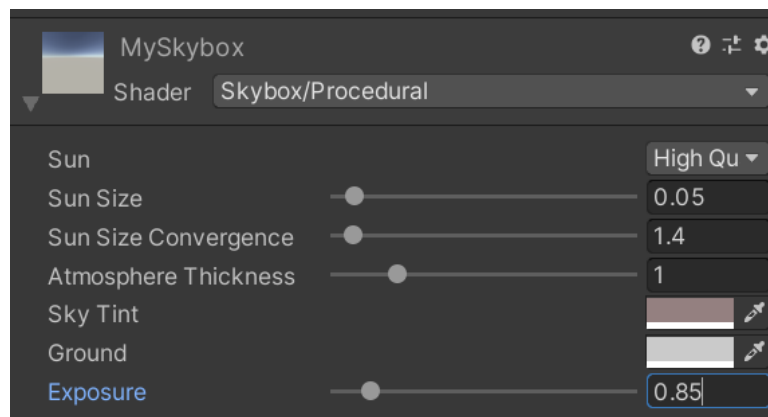 MySkybox
Shader Skybox/Procedural
Sun High Qu
Sun Size 0.05
Sun Size Convergence 1.4
Atmosphere Thickness 1
Sky Tint
Ground
Exposure 0.85